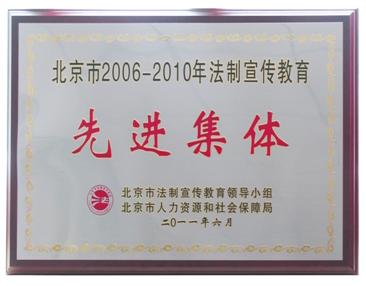 北京市2006-2010年法制宣传教育
先进集体
北京市法制宣传教育领导小组
北京市人力资源和社会保障局
二〇一一年六月